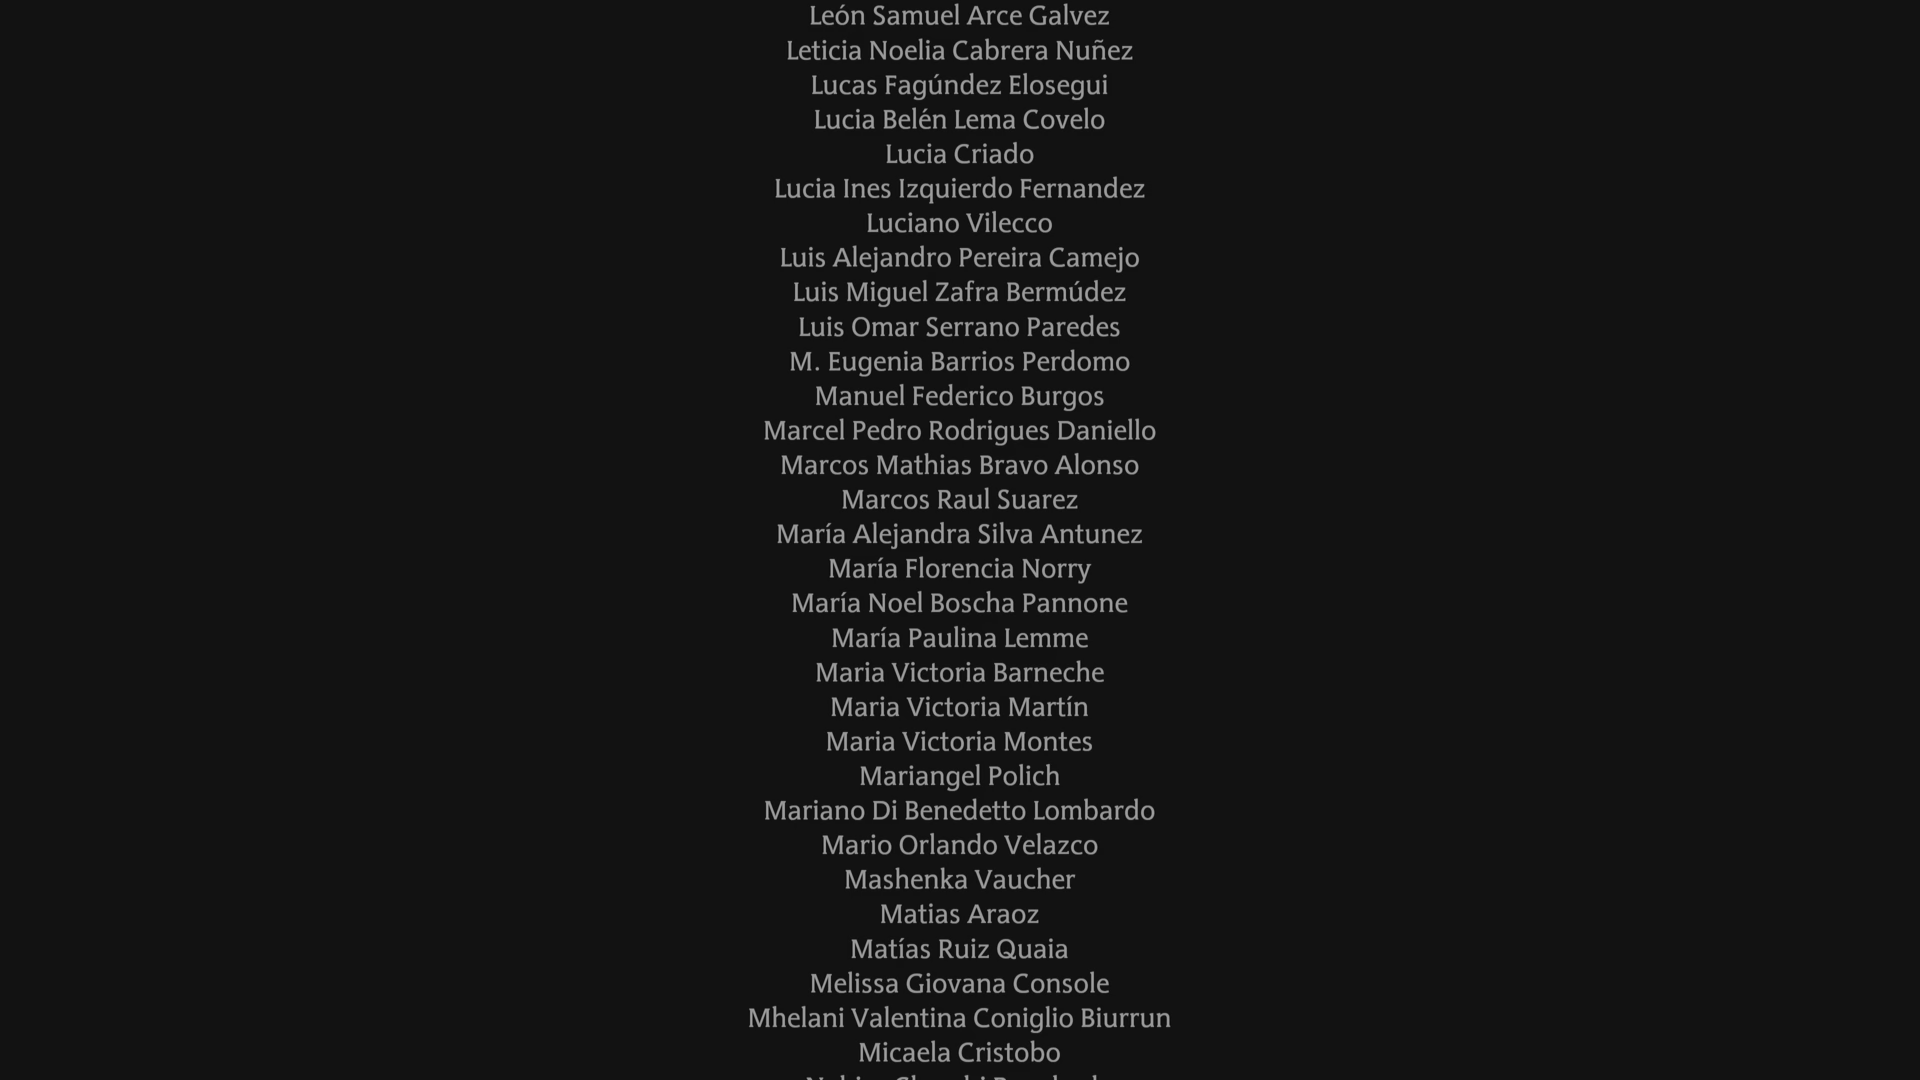 León Samuel Arce Galvez
Leticia Noelia Cabrera Nuñez
Lucas Fagúndez Elosegui
Lucia Belén Lema Covelo
Lucia Criado
Lucia Ines Izquierdo Fernandez
Luciano Vilecco
Luis Alejandro Pereira Camejo
Luis Miguel Zafra Bermúdez
Luis Omar Serrano Paredes
M. Eugenia Barrios Perdomo
Manuel Federico Burgos
Marcel Pedro Rodrigues Daniello
Marcos Mathias Bravo Alonso
Marcos Raul Suarez
María Alejandra Silva Antunez
María Florencia Norry
María Noel Boscha Pannone
María Paulina Lemme
Maria Victoria Barneche
Maria Victoria Martín
Maria Victoria Montes
Mariangel Polich
Mariano Di Benedetto Lombardo
Mario Orlando Velazco
Mashenka Vaucher
Matias Araoz
Matías Ruiz Quaia
Melissa Giovana Console
Mhelani Valentina Coniglio Biurrun
Micaela Cristobo